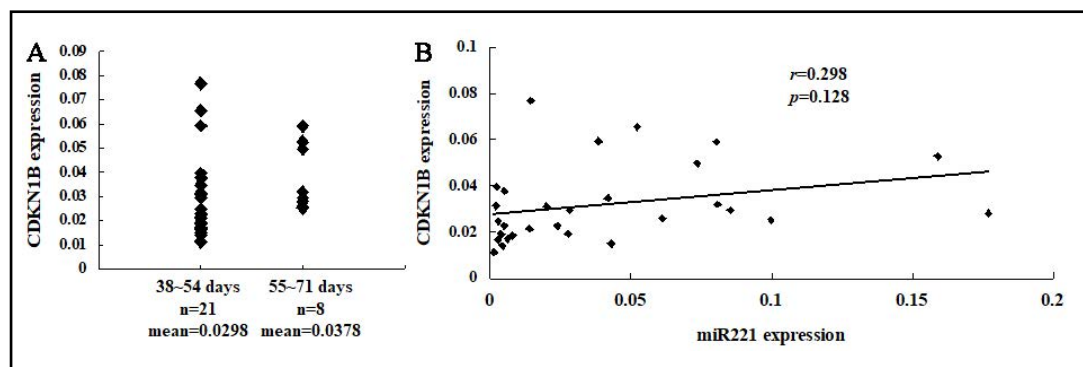 A
CDKN1B expression
0.09
0.08
0.07
0.06
0.05
0.04
0.03
0.02
0.01
0
38~54 days
n=21
mean=0.0298
55~71 days
n=8
mean=0.0378
B
CDKN1B expression
0.1
0.08
0.06
0.04
0.02
0
r=0.298
p=0.128
0
0.05
0.1
0.15
0.2
miR221 expression